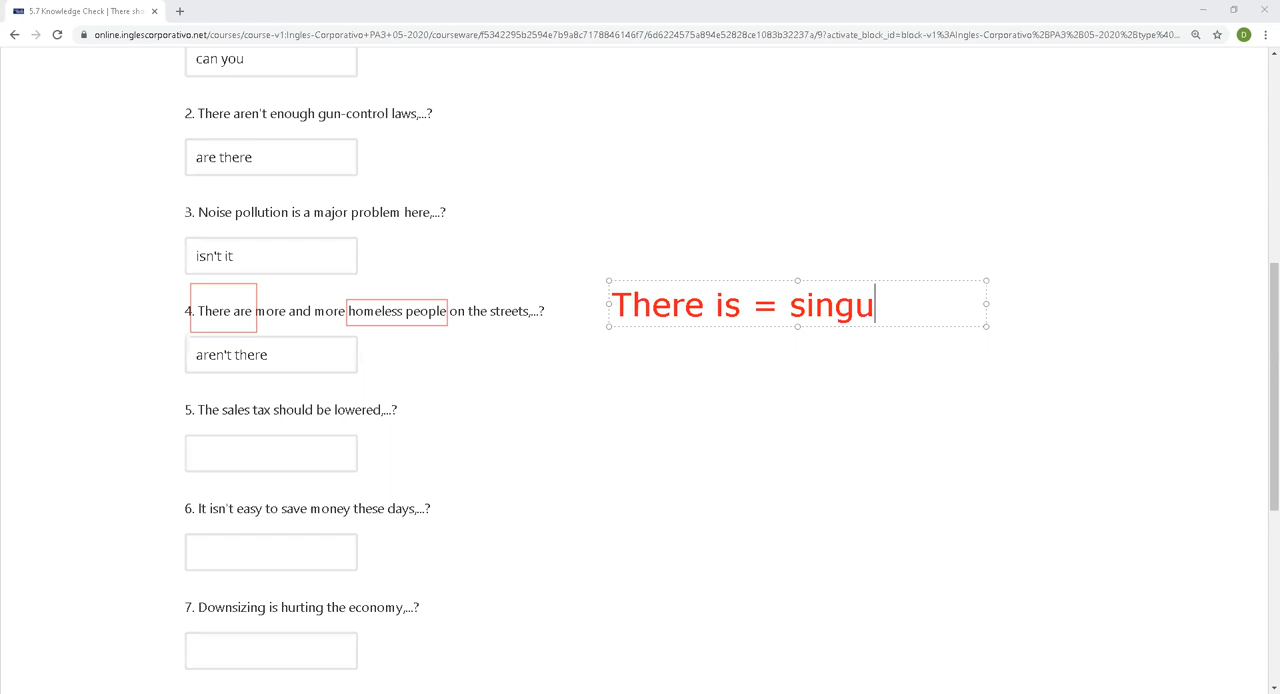 5.7 Knowledge Check | There sho
online.inglescorporativo.net/courses/course-v1:Ingles-Corporativo+PA3+05-2020/courseware/f5342295b2594e7b9a8c7178846146f7/6d6224575a894e52828ce1083b32237a/9?activate_block_id=block-v1%3AIngles-Corporativo%2BPA3%2B05-2020%2Btype%40...
D
can you
2. There aren't enough gun-control laws,...?
are there
3. Noise pollution is a major problem here,...?
isn't it
4. There are more and more homeless people on the streets,...?
There is = singu
aren't there
5. The sales tax should be lowered,...?
6. It isn't easy to save money these days,...?
7. Downsizing is hurting the economy,...?